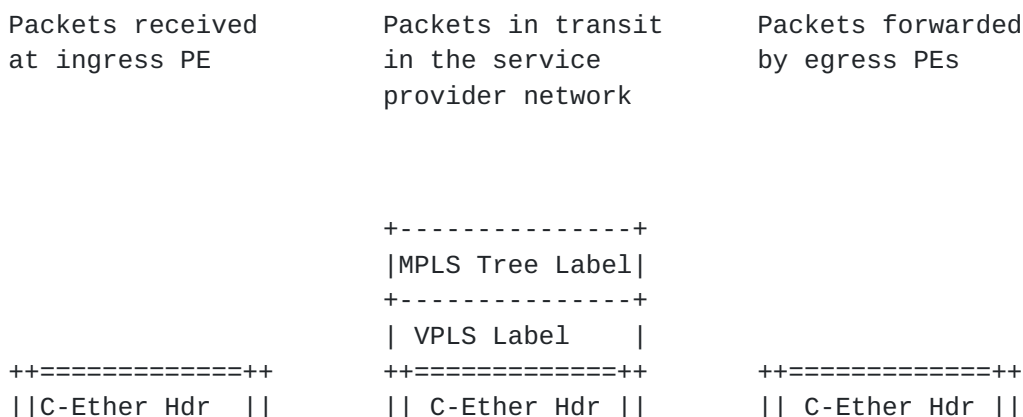 Packets received        Packets in transit      Packets forwarded
at ingress PE           in the service          by egress PEs
                        provider network

                        +---------------+
                        |MPLS Tree Label|
                        +---------------+
                        | VPLS Label    |
++=============++       ++=============++       ++=============++
||C-Ether Hdr  ||       || C-Ether Hdr ||       || C-Ether Hdr ||